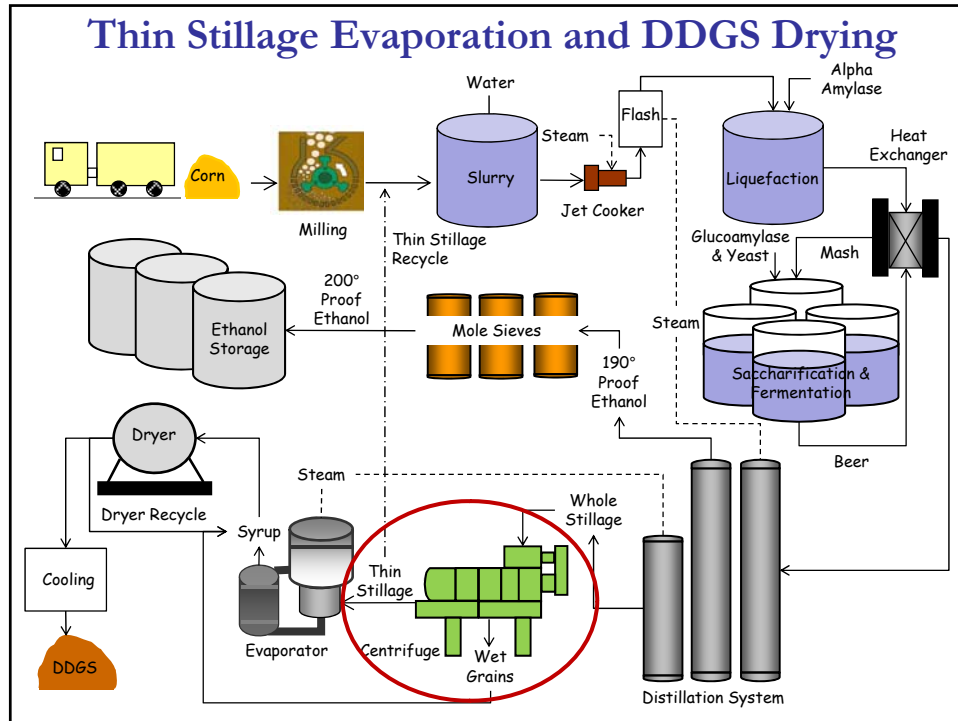 Thin Stillage Evaporation and DDGS Drying
Water
Alpha
Amylase
Flash
Steam
Heat
Exchanger
Corn
Slurry
Liquefaction
Jet Cooker
Milling
Thin Stillage
Recycle
Glucoamylase
& Yeast
Mash
200°
Proof
Ethanol
Ethanol
Storage
Mole Sieves
Steam
190°
Proof
Ethanol
Saccharification &
Fermentation
Beer
Dryer
Dryer Recycle
Steam
Whole
Stillage
Syrup
Cooling
Thin
Stillage
Evaporator
Centrifuge
Wet
Grains
DDGS
Distillation System